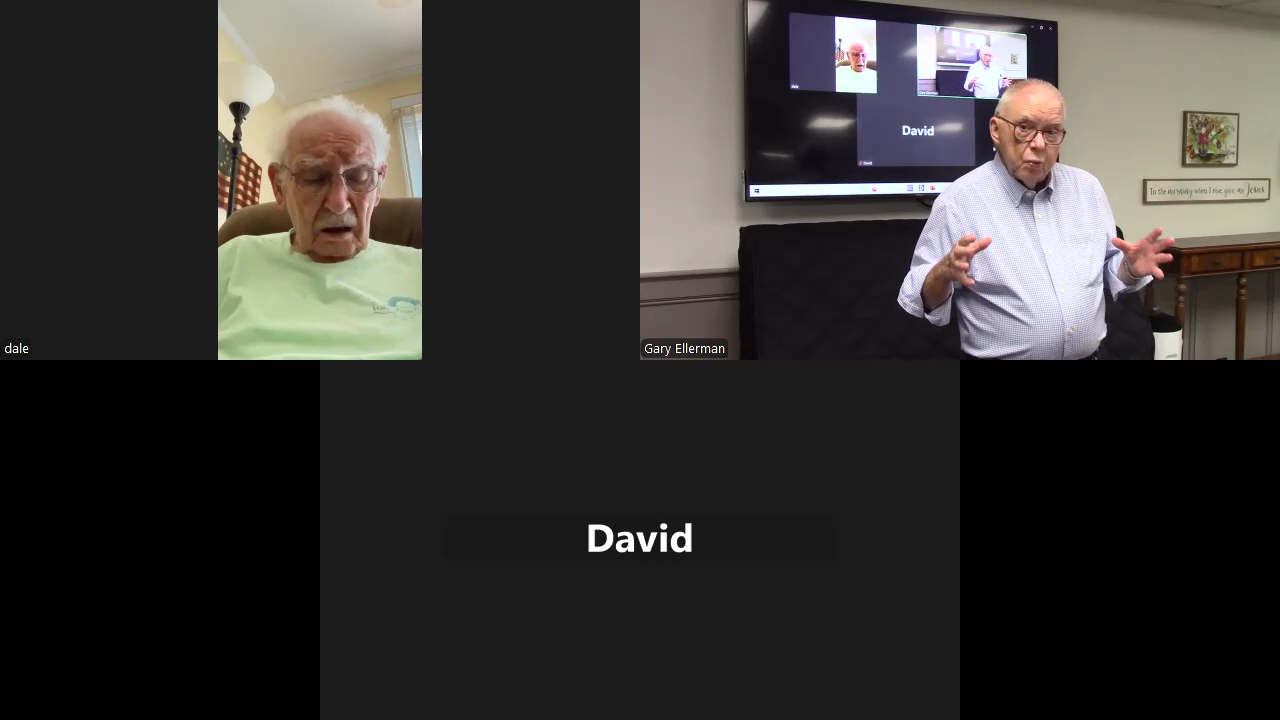 David
In the morning when I rise, give me Jesus
dale
Gary Ellerman
David